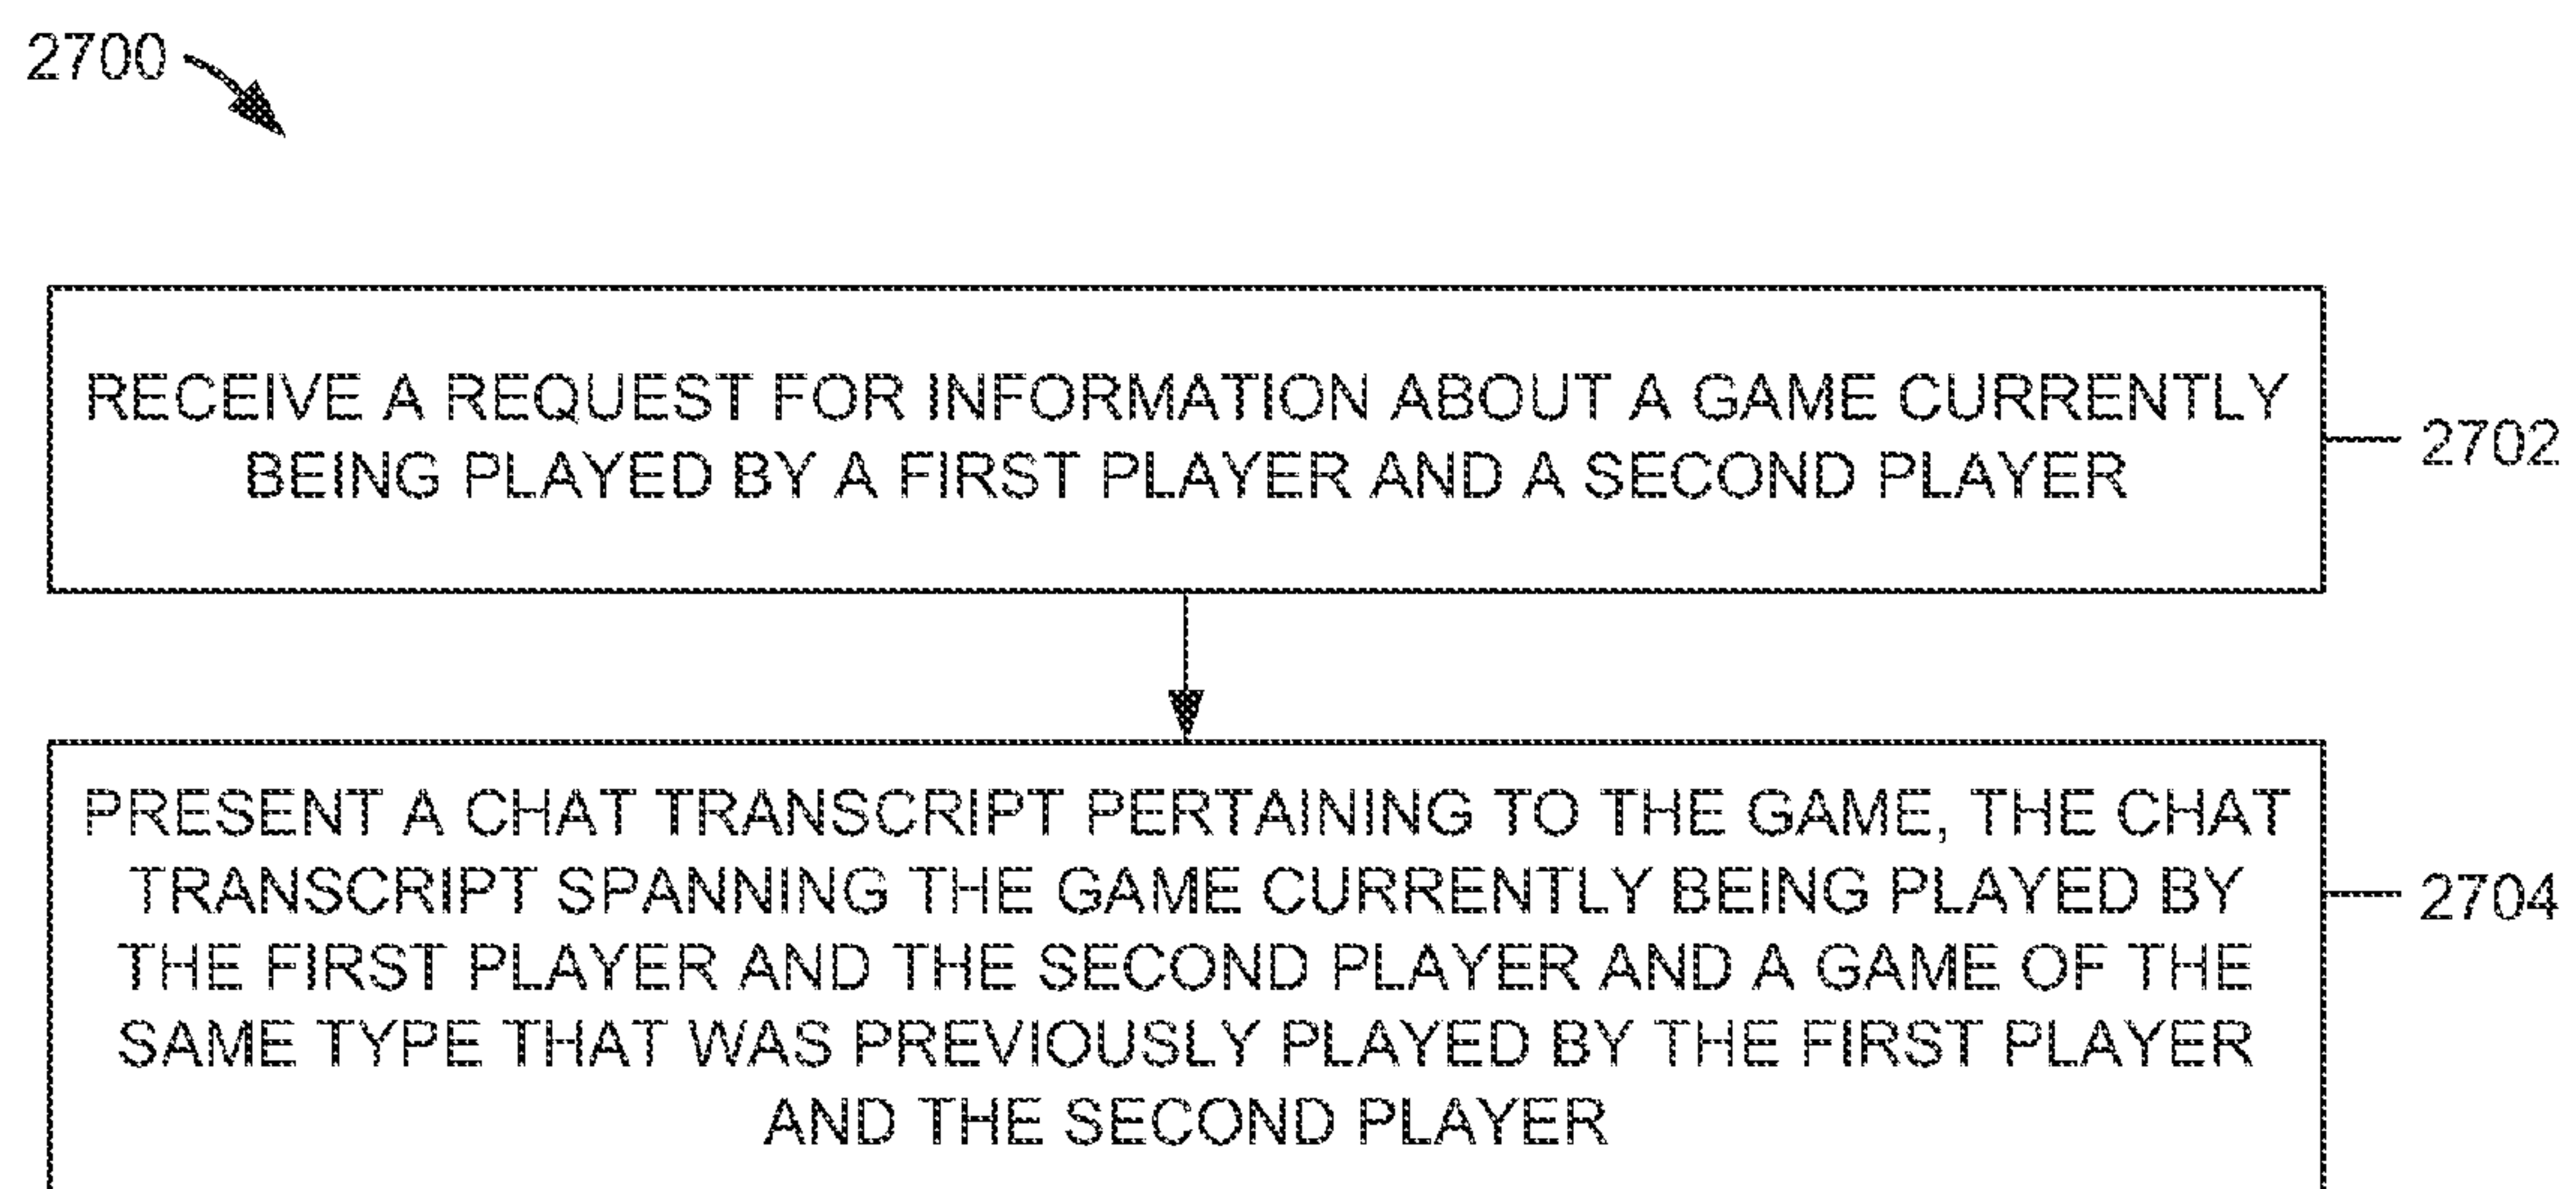 2700
RECEIVE A REQUEST FOR INFORMATION ABOUT A GAME CURRENTLY
BEING PLAYED BY A FIRST PLAYER AND A SECOND PLAYER
2702
PRESENT A CHAT TRANSCRIPT PERTAINING TO THE GAME, THE CHAT
TRANSCRIPT SPANNING THE GAME CURRENTLY BEING PLAYED BY
THE FIRST PLAYER AND THE SECOND PLAYER AND A GAME OF THE
SAME TYPE THAT WAS PREVIOUSLY PLAYED BY THE FIRST PLAYER
AND THE SECOND PLAYER
2704